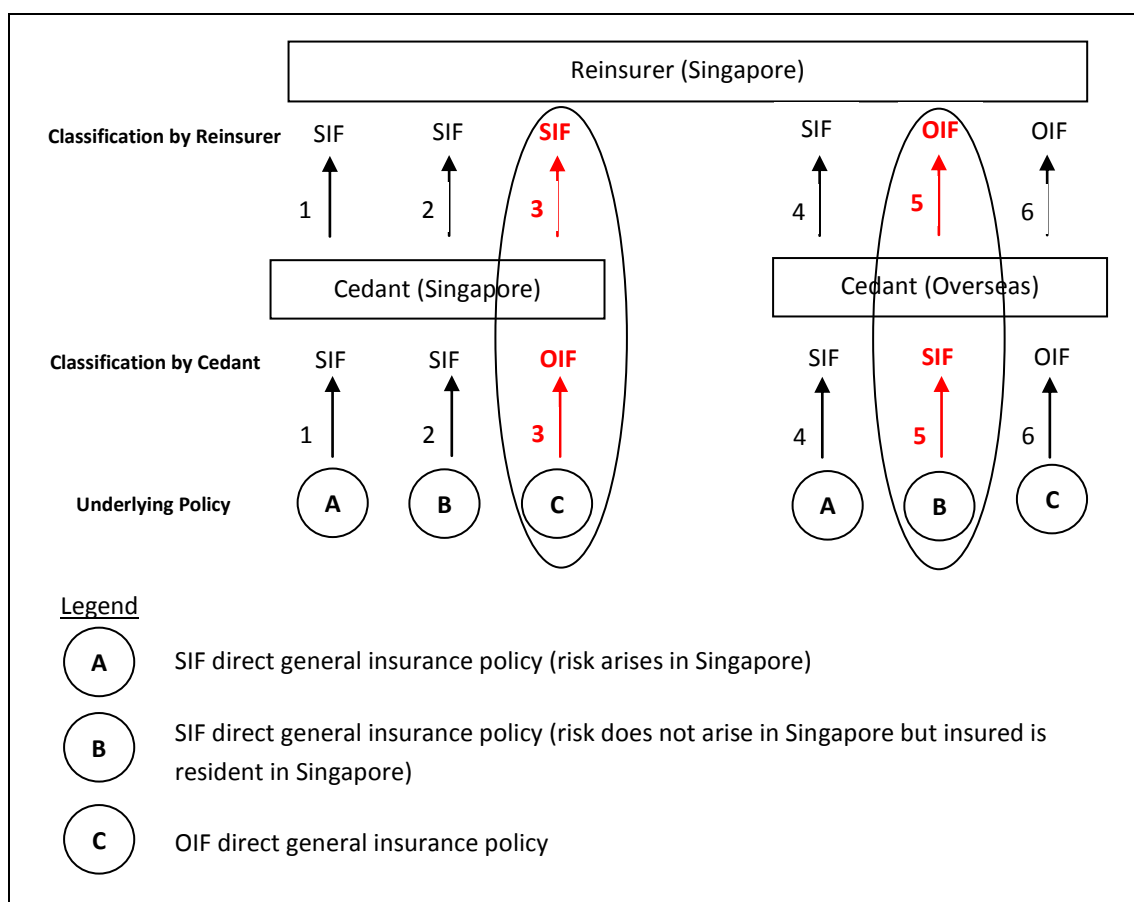 Reinsurer (Singapore)
Classification by Reinsurer SIF SIF SIF SIF OIF OIF
1 2 3 4 5 6
Cedant (Singapore) Cedant (Overseas)
Classification by Cedant SIF SIF OIF SIF SIF OIF
1 2 3 4 5 6
Underlying Policy A B C A B C
Legend
A SIF direct general insurance policy (risk arises in Singapore)
B SIF direct general insurance policy (risk does not arise in Singapore but insured is
resident in Singapore)
C OIF direct general insurance policy